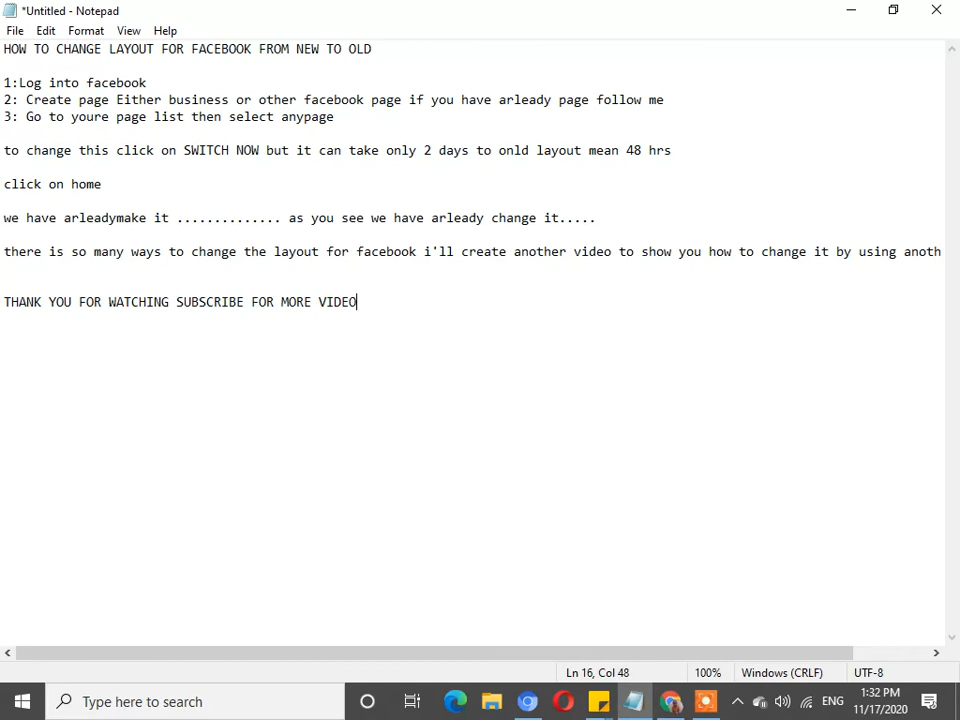 *Untitled - Notepad
File Edit Format View Help
HOW TO CHANGE LAYOUT FOR FACEBOOK FROM NEW TO OLD
1:Log into facebook
2: Create page Either business or other facebook page if you have arleady page follow me
3: Go to youre page list then select anypage
to change this click on SWITCH NOW but it can take only 2 days to onld layout mean 48 hrs
click on home
we have arleadymake it .............. as you see we have arleady change it.....
there is so many ways to change the layout for facebook i'll create another video to show you how to change it by using anoth
THANK YOU FOR WATCHING SUBSCRIBE FOR MORE VIDEO
Ln 16, Col 48 100% Windows (CRLF) UTF-8
Type here to search ENG 1:32 PM
11/17/2020